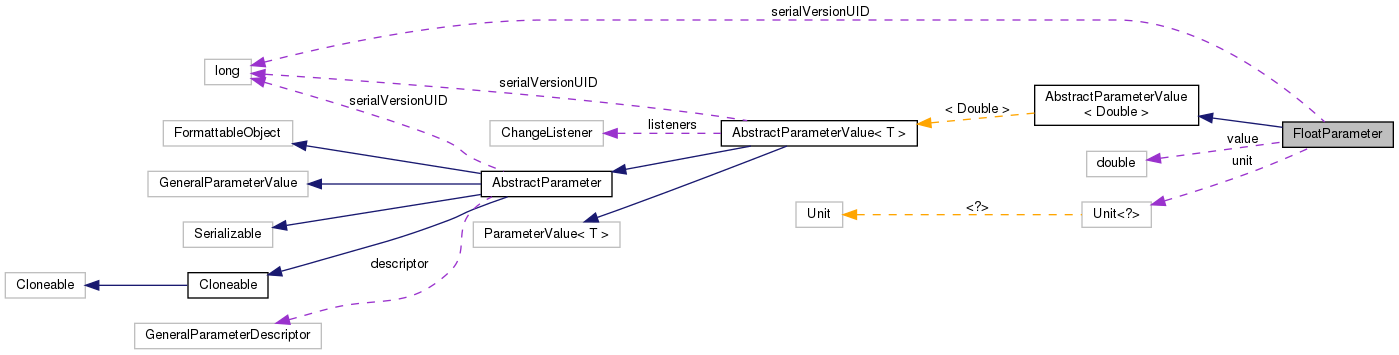 serialVersionUID
long
serialVersionUID
AbstractParameterValue
< Double >
serialVersionUID
< Double >
FormattableObject
ChangeListener
listeners
AbstractParameterValue< T >
FloatParameter
value
double
unit
GeneralParameterValue
AbstractParameter
Unit
<?>
Unit<?>
Serializable
ParameterValue< T >
descriptor
Cloneable
Cloneable
GeneralParameterDescriptor